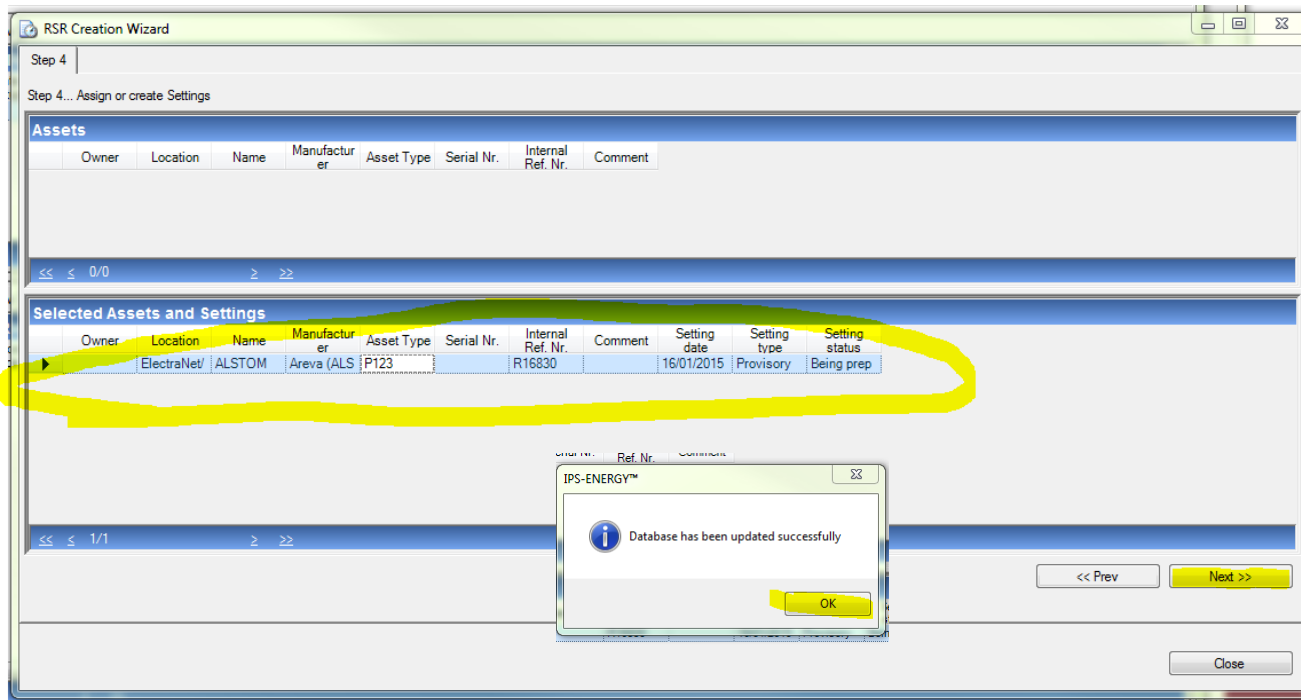 RSR Creation Wizard
Step 4
Step 4... Assign or create Settings
Assets
Owner Location Name Manufactur er Asset Type Serial Nr. Internal Ref. Nr. Comment
<< < 0/0 > >>
Selected Assets and Settings
Owner Location Name Manufactur er Asset Type Serial Nr. Internal Ref. Nr. Comment Setting date Setting type Setting status
ElectraNet/ ALSTOM Areva (ALS P123 R16830 16/01/2015 Provisory Being prep
Ref. Nr. Comment
IPS-ENERGY™
Database has been updated successfully
<< < 1/1 > >>
OK
<< Prev Next >>
Close